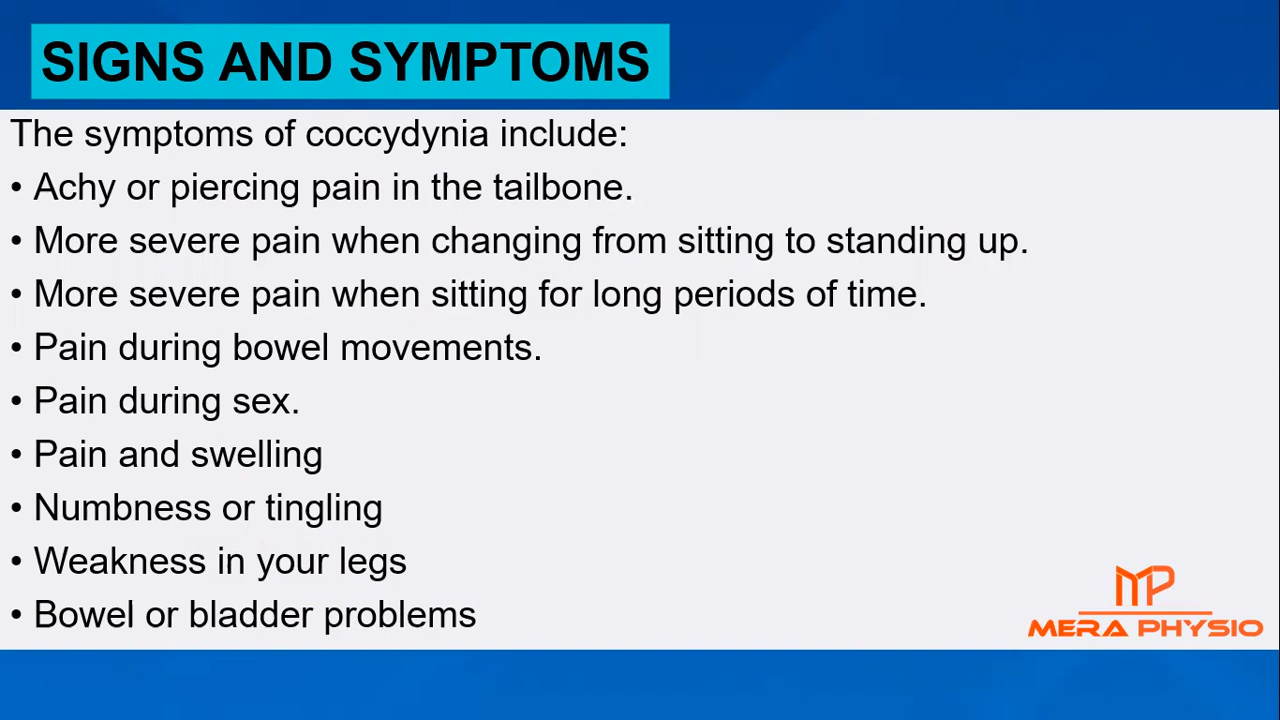 SIGNS AND SYMPTOMS
The symptoms of coccydynia include:
• Achy or piercing pain in the tailbone.
• More severe pain when changing from sitting to standing up.
• More severe pain when sitting for long periods of time.
• Pain during bowel movements.
• Pain during sex.
• Pain and swelling
• Numbness or tingling
• Weakness in your legs
• Bowel or bladder problems
MP
MERA PHYSIO